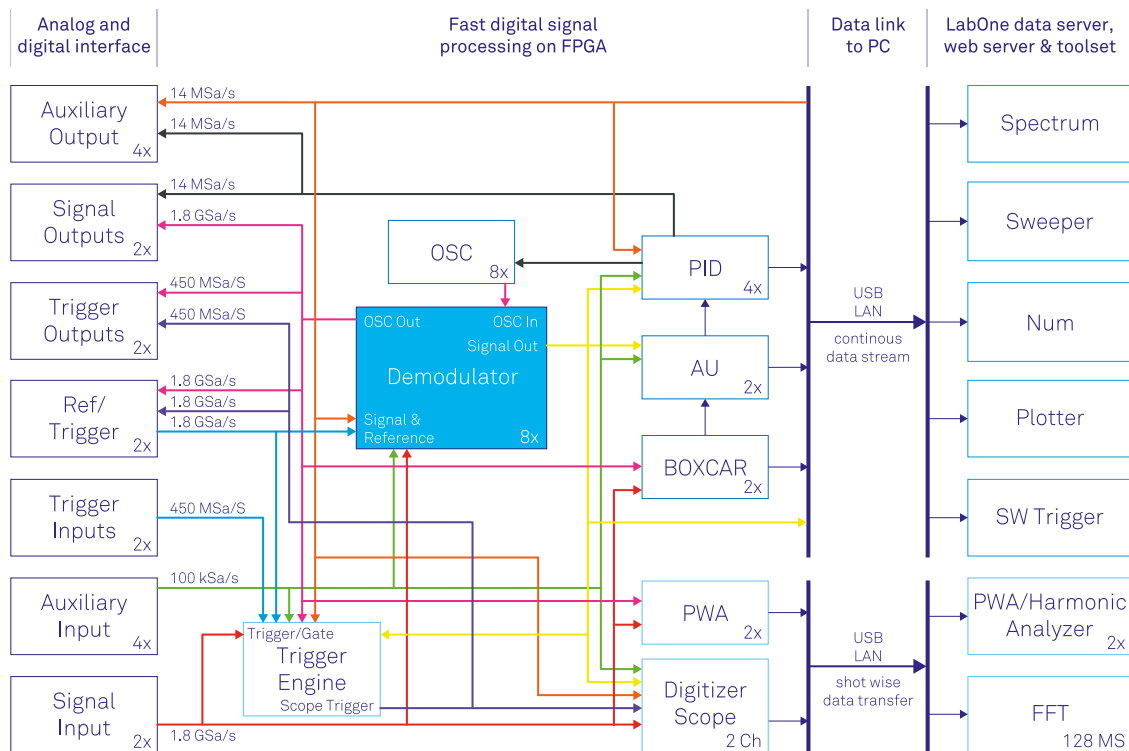 Analog and
digital interface
Fast digital signal
processing on FPGA
Data link
to PC
LabOne data server,
web server & toolset
Auxiliary
Output
4x
14 MSa/s
14 MSa/s
Signal
Outputs
2x
14 MSa/s
1.8 GSa/s
Trigger
Outputs
2x
450 MSa/S
450 MSa/S
Ref/
Trigger
2x
1.8 GSa/s
1.8 GSa/s
1.8 GSa/s
Trigger
Inputs
2x
450 MSa/S
Auxiliary
Input
4x
100 kSa/s
Signal
Input
2x
1.8 GSa/s
OSC
8x
OSC Out
OSC In
Signal Out
Demodulator
Signal &
Reference
8x
Trigger/Gate
Trigger
Engine
Scope Trigger
PID
4x
AU
2x
BOXCAR
2x
PWA
2x
Digitizer
Scope
2 Ch
USB
LAN
continous
data stream
USB
LAN
shot wise
data transfer
Spectrum
Sweeper
Num
Plotter
SW Trigger
PWA/Harmonic
Analyzer
2x
FFT
128 MS